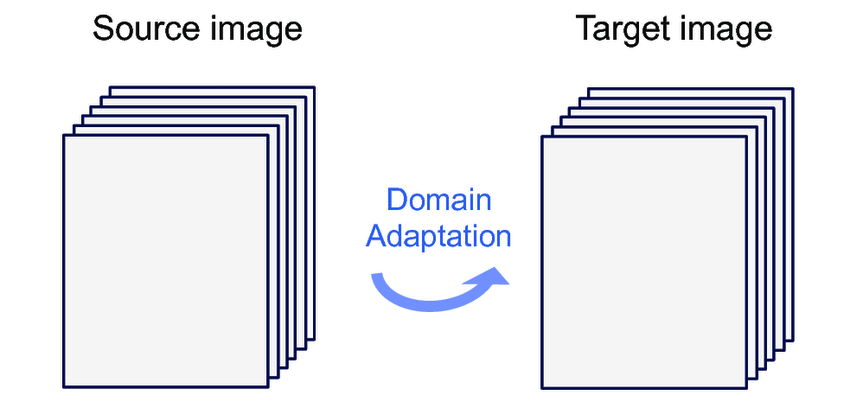 Source image
Target image
Domain
Adaptation